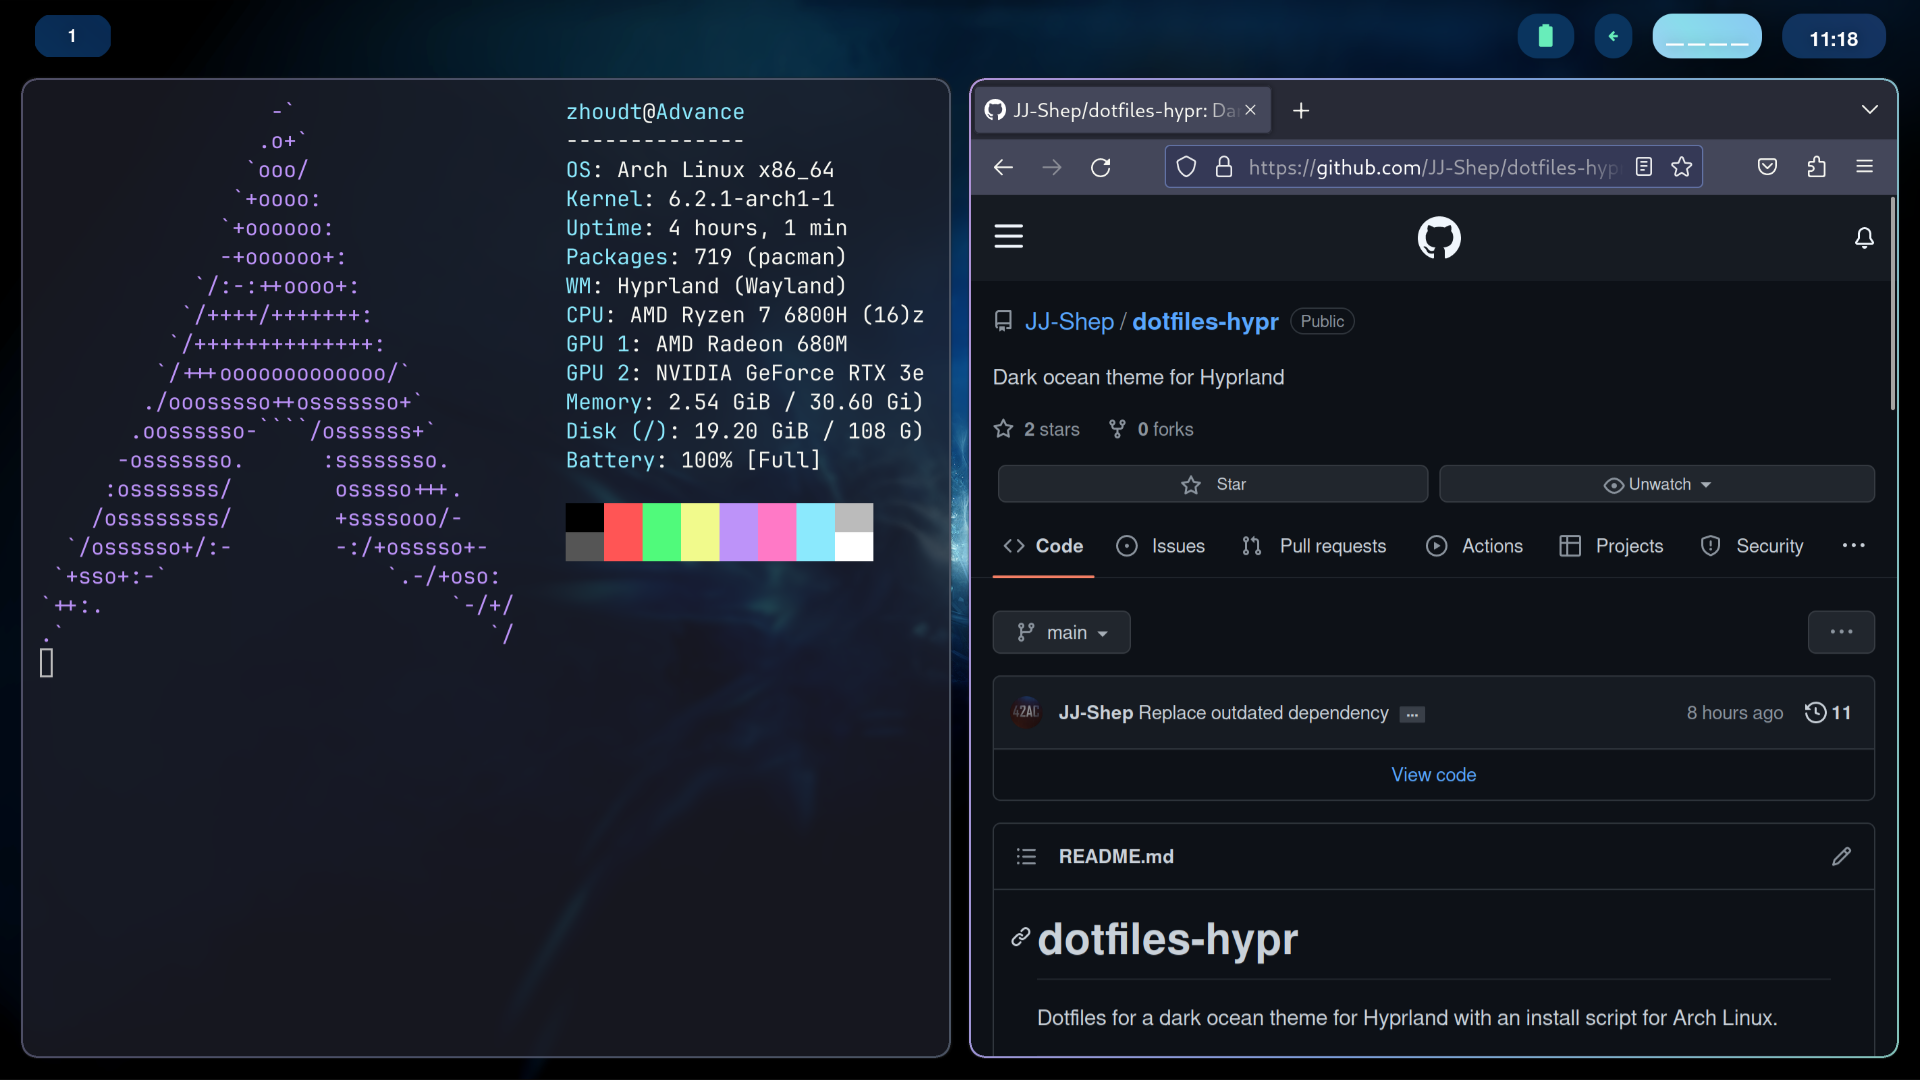 1
11:18
zhoudt@Advance
--------------
OS: Arch Linux x86_64
Kernel: 6.2.1-arch1-1
Uptime: 4 hours, 1 min
Packages: 719 (pacman)
WM: Hyprland (Wayland)
CPU: AMD Ryzen 7 6800H (16)z
GPU 1: AMD Radeon 680M
GPU 2: NVIDIA GeForce RTX 3e
Memory: 2.54 GiB / 30.60 Gi)
Disk (/): 19.20 GiB / 108 G)
Battery: 100% [Full]
-`
.o+`
`ooo/
`+oooo:
`+oooooo:
-+oooooo+:
`/:-:++oooo+:
`/++++/+++++++:
`/++++++++++++++:
`/+++ooooooooooooo/`
./ooosssso++osssssso+`
.oossssso-````/ossssss+`
-osssssso. :ssssssso.
:osssssss/ osssso+++.
/ossssssss/ +ssssooo/-
`/ossssso+/:- -:/+osssso+-
`+sso+:-` `.-/+oso:
`++:. `-/+/
.` `/
JJ-Shep/dotfiles-hypr: Da
https://github.com/JJ-Shep/dotfiles-hyp
JJ-Shep / dotfiles-hypr Public
Dark ocean theme for Hyprland
2 stars 0 forks
Star Unwatch
Code Issues Pull requests Actions Projects Security ...
main ...
42AC JJ-Shep Replace outdated dependency ... 8 hours ago 11
View code
README.md
dotfiles-hypr
Dotfiles for a dark ocean theme for Hyprland with an install script for Arch Linux.